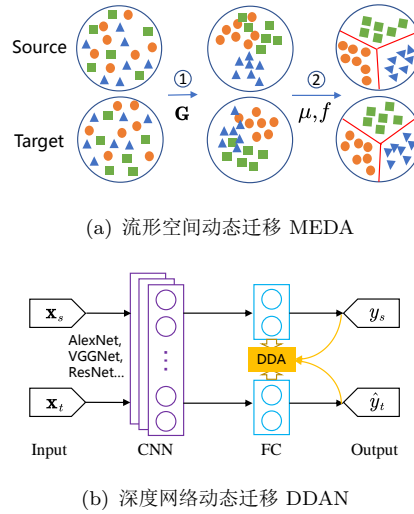 Source
①
②
G
μ, f
Target
(a) 流形空间动态迁移 MEDA
x_s
y_s
AlexNet,
VGGNet,
ResNet...
DDA
x_t
ŷ_t
Input
CNN
FC
Output
(b) 深度网络动态迁移 DDAN